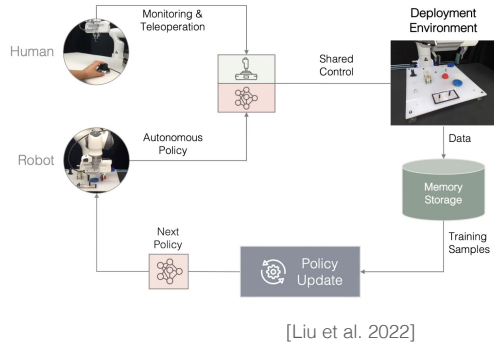 Monitoring &
Teleoperation
Deployment
Environment
Human
Shared
Control
Autonomous
Policy
Robot
Data
Memory
Storage
Training
Samples
Next
Policy
Policy
Update
[Liu et al. 2022]